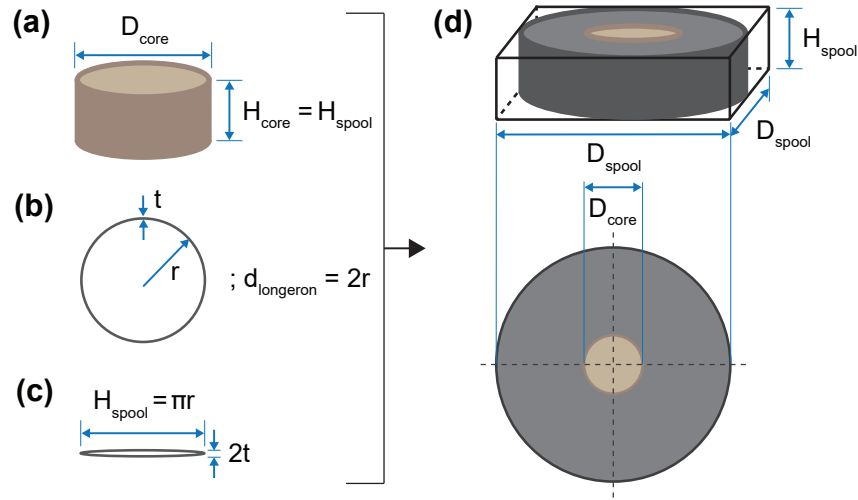 (a)
D_core
H_core = H_spool
(b)
t
r
; d_longeron = 2r
(c)
H_spool = πr
2t
(d)
H_spool
D_spool
D_spool
D_core